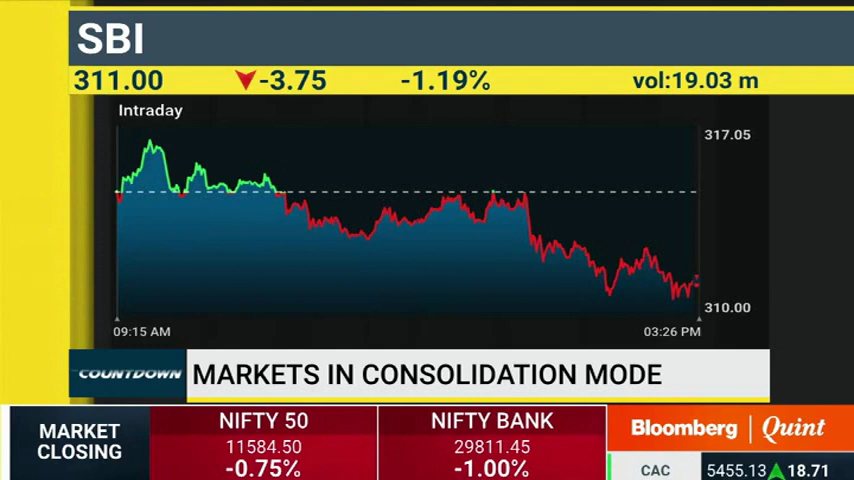 SBI
311.00 -3.75 -1.19% vol:19.03 m
Intraday
317.05
310.00
09:15 AM 03:26 PM
COUNTDOWN MARKETS IN CONSOLIDATION MODE
MARKET CLOSING
NIFTY 50
11584.50
-0.75%
NIFTY BANK
29811.45
-1.00%
Bloomberg | Quint
CAC 5455.13 18.71